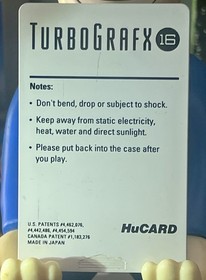 TURBOGRAFX 16
Notes:
• Don't bend, drop or subject to shock.
• Keep away from static electricity,
heat, water and direct sunlight.
• Please put back into the case after
you play.
U.S. PATENTS #4,462,076,
#4,442,486, #4,454,594
CANADA PATENT #1,183,276
MADE IN JAPAN
HuCARD